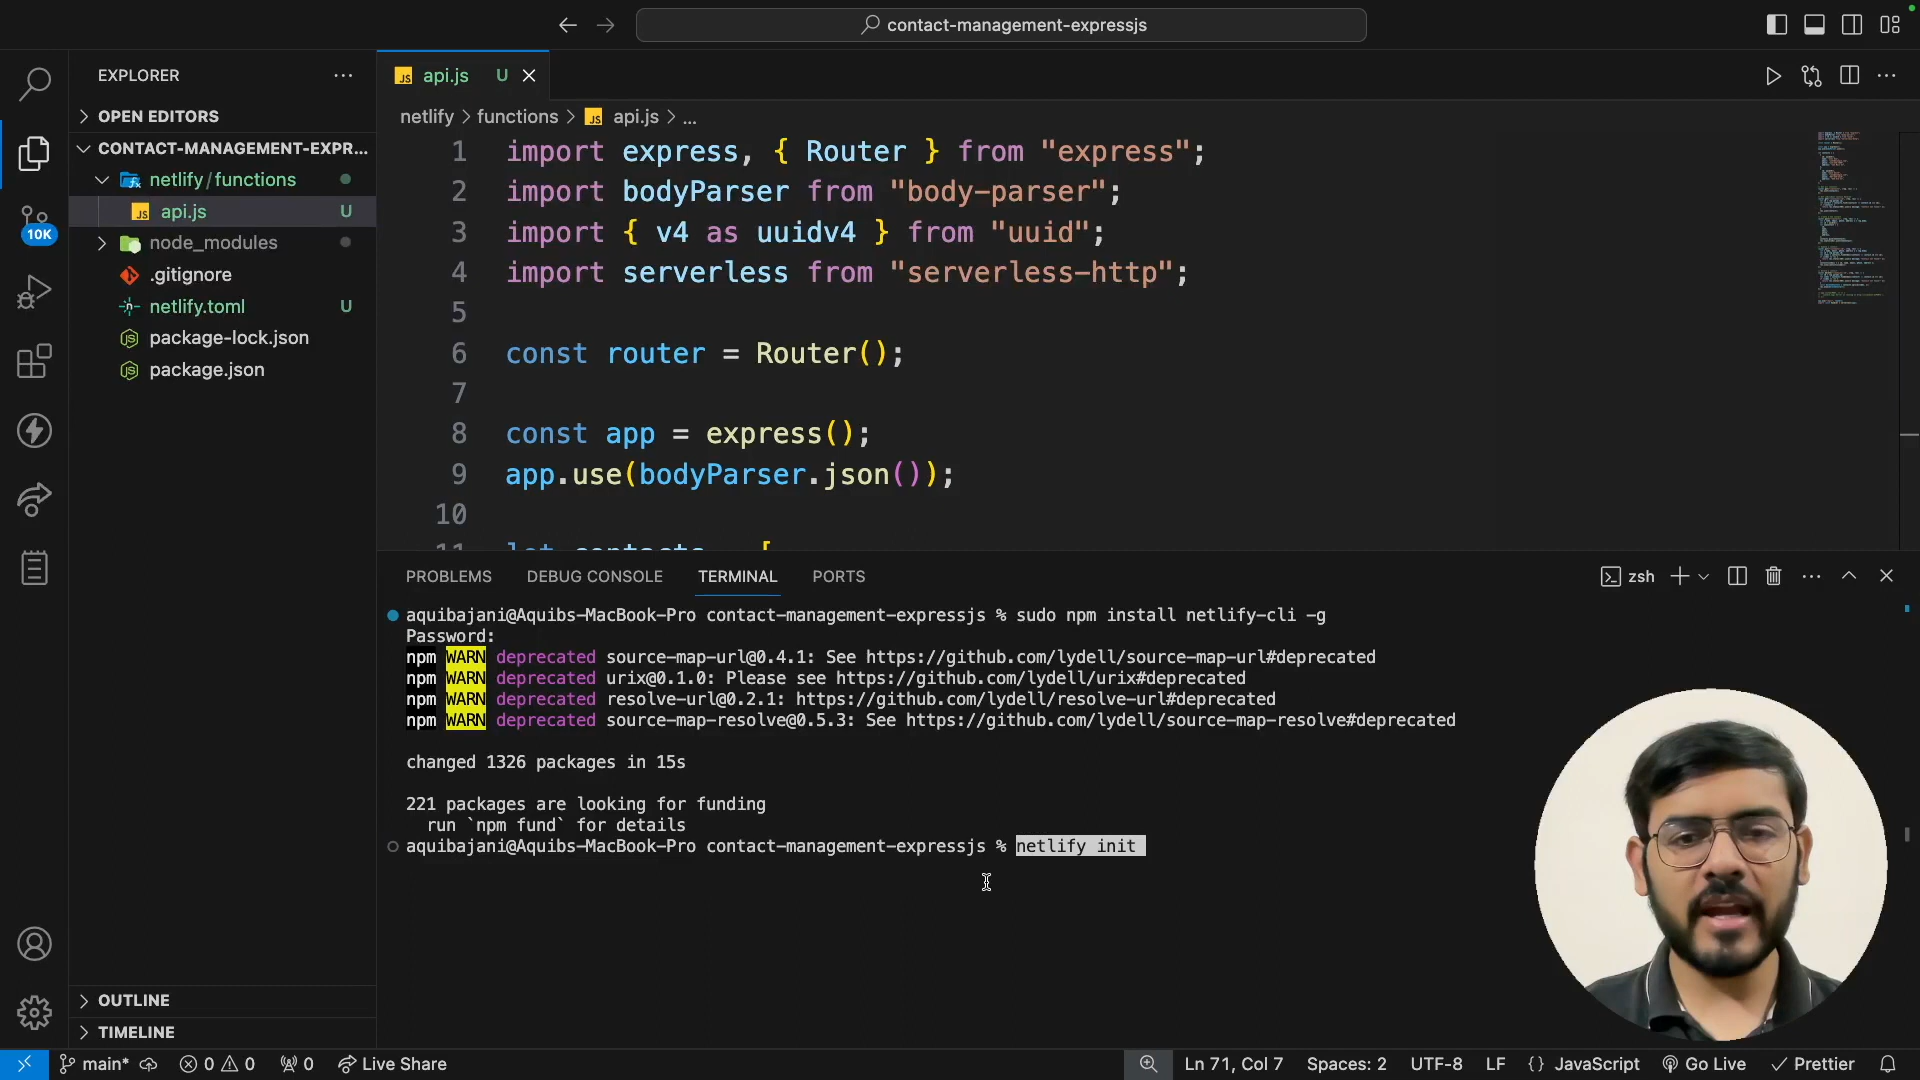 contact-management-expressjs
EXPLORER
OPEN EDITORS
CONTACT-MANAGEMENT-EXPR...
netlify/functions
api.js U
node_modules
.gitignore
netlify.toml U
package-lock.json
package.json
OUTLINE
TIMELINE
10K
api.js U
netlify > functions > api.js > ...
1 import express, { Router } from "express";
2 import bodyParser from "body-parser";
3 import { v4 as uuidv4 } from "uuid";
4 import serverless from "serverless-http";
5
6 const router = Router();
7
8 const app = express();
9 app.use(bodyParser.json());
10
11 let contacts = [
PROBLEMS DEBUG CONSOLE TERMINAL PORTS
zsh
aquibajani@Aquibs-MacBook-Pro contact-management-expressjs % sudo npm install netlify-cli -g
Password:
npm WARN deprecated source-map-url@0.4.1: See https://github.com/lydell/source-map-url#deprecated
npm WARN deprecated urix@0.1.0: Please see https://github.com/lydell/urix#deprecated
npm WARN deprecated resolve-url@0.2.1: https://github.com/lydell/resolve-url#deprecated
npm WARN deprecated source-map-resolve@0.5.3: See https://github.com/lydell/source-map-resolve#deprecated
changed 1326 packages in 15s
221 packages are looking for funding
run `npm fund` for details
aquibajani@Aquibs-MacBook-Pro contact-management-expressjs % netlify init
main* 0 0 0 Live Share Ln 71, Col 7 Spaces: 2 UTF-8 LF {} JavaScript Go Live Prettier